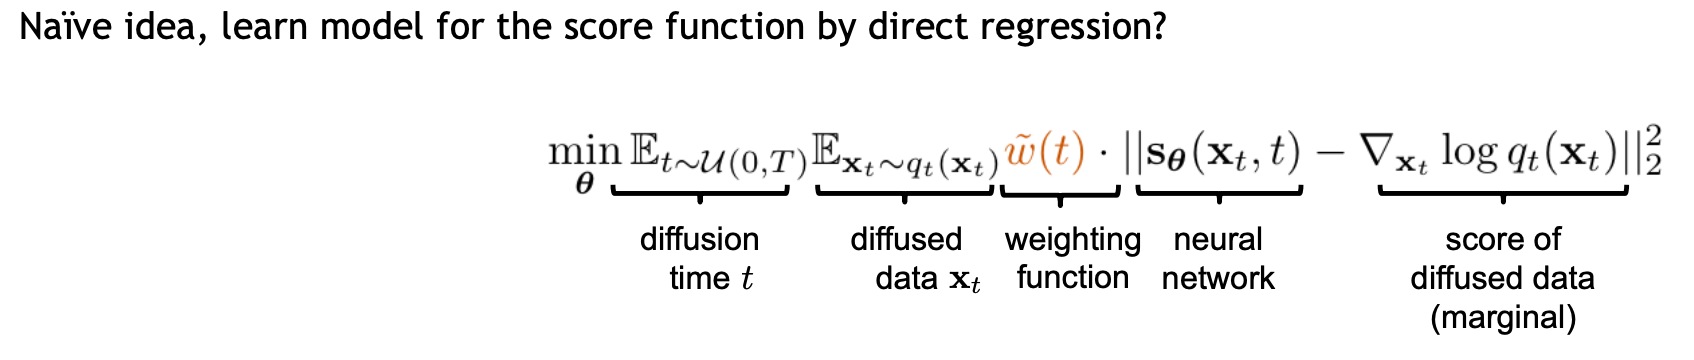 Naïve idea, learn model for the score function by direct regression?
min_θ 𝔼_{t∼𝒰(0,T)} 𝔼_{𝐱_t∼q_t(𝐱_t)} w̃(t) · ||𝐬_θ(𝐱_t, t) − ∇_{𝐱_t} log q_t(𝐱_t)||₂²
diffusion diffused weighting neural score of
time t data 𝐱_t function network diffused data
(marginal)